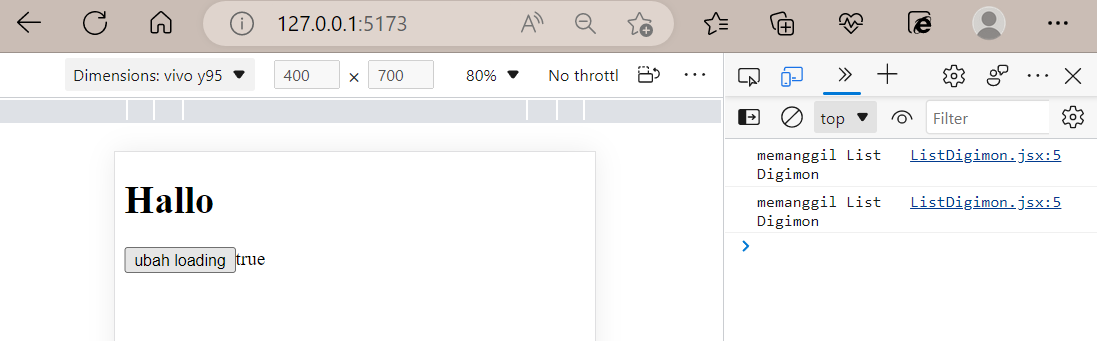 127.0.0.1:5173
Dimensions: vivo y95 400 × 700 80% No throttl
top Filter
memanggil List ListDigimon.jsx:5
Digimon
memanggil List ListDigimon.jsx:5
Digimon
Hallo
ubah loading true